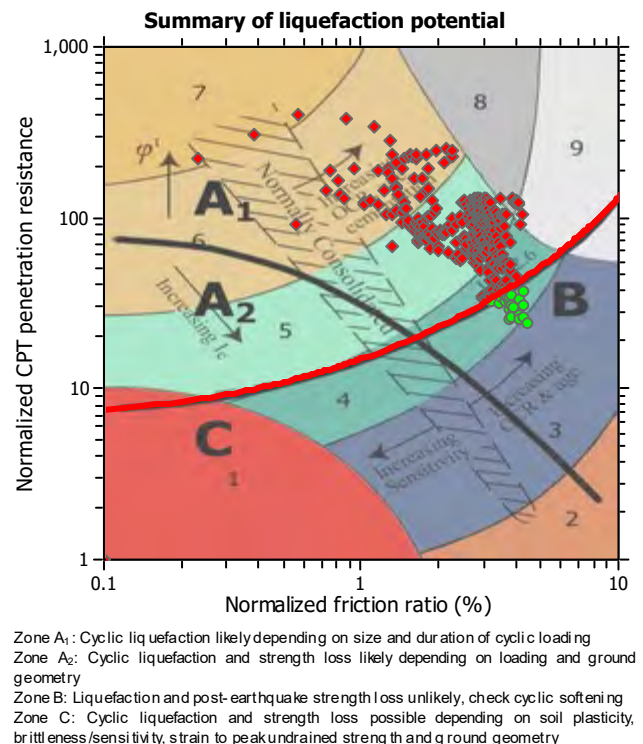 Summary of liquefaction potential
Normalized CPT penetration resistance
1,000
100
10
1
7
8
9
φ'
A1
Normally Consolidated
Increasing
6
A2
Increasing Ic
5
B
4
Increasing
OCR & age
3
C
Increasing
Sensitivity
1
2
0.1
1
10
Normalized friction ratio (%)
Zone A1: Cyclic liquefaction likely depending on size and duration of cyclic loading
Zone A2: Cyclic liquefaction and strength loss likely depending on loading and ground
geometry
Zone B: Liquefaction and post-earthquake strength loss unlikely, check cyclic softening
Zone C: Cyclic liquefaction and strength loss possible depending on soil plasticity,
brittleness/sensitivity, strain to peak undrained strength and ground geometry